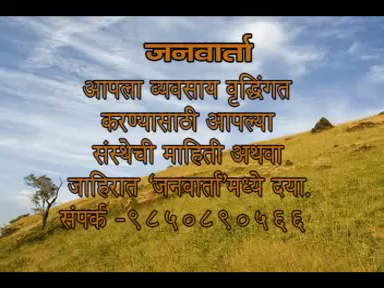 जनवार्ता
आपला व्यवसाय वृद्धिंगत
करण्यासाठी आपल्या
संस्थेची माहिती अथवा
जाहिरात 'जनवार्ता'मध्ये दया.
संपर्क -९८५०८९०५६६